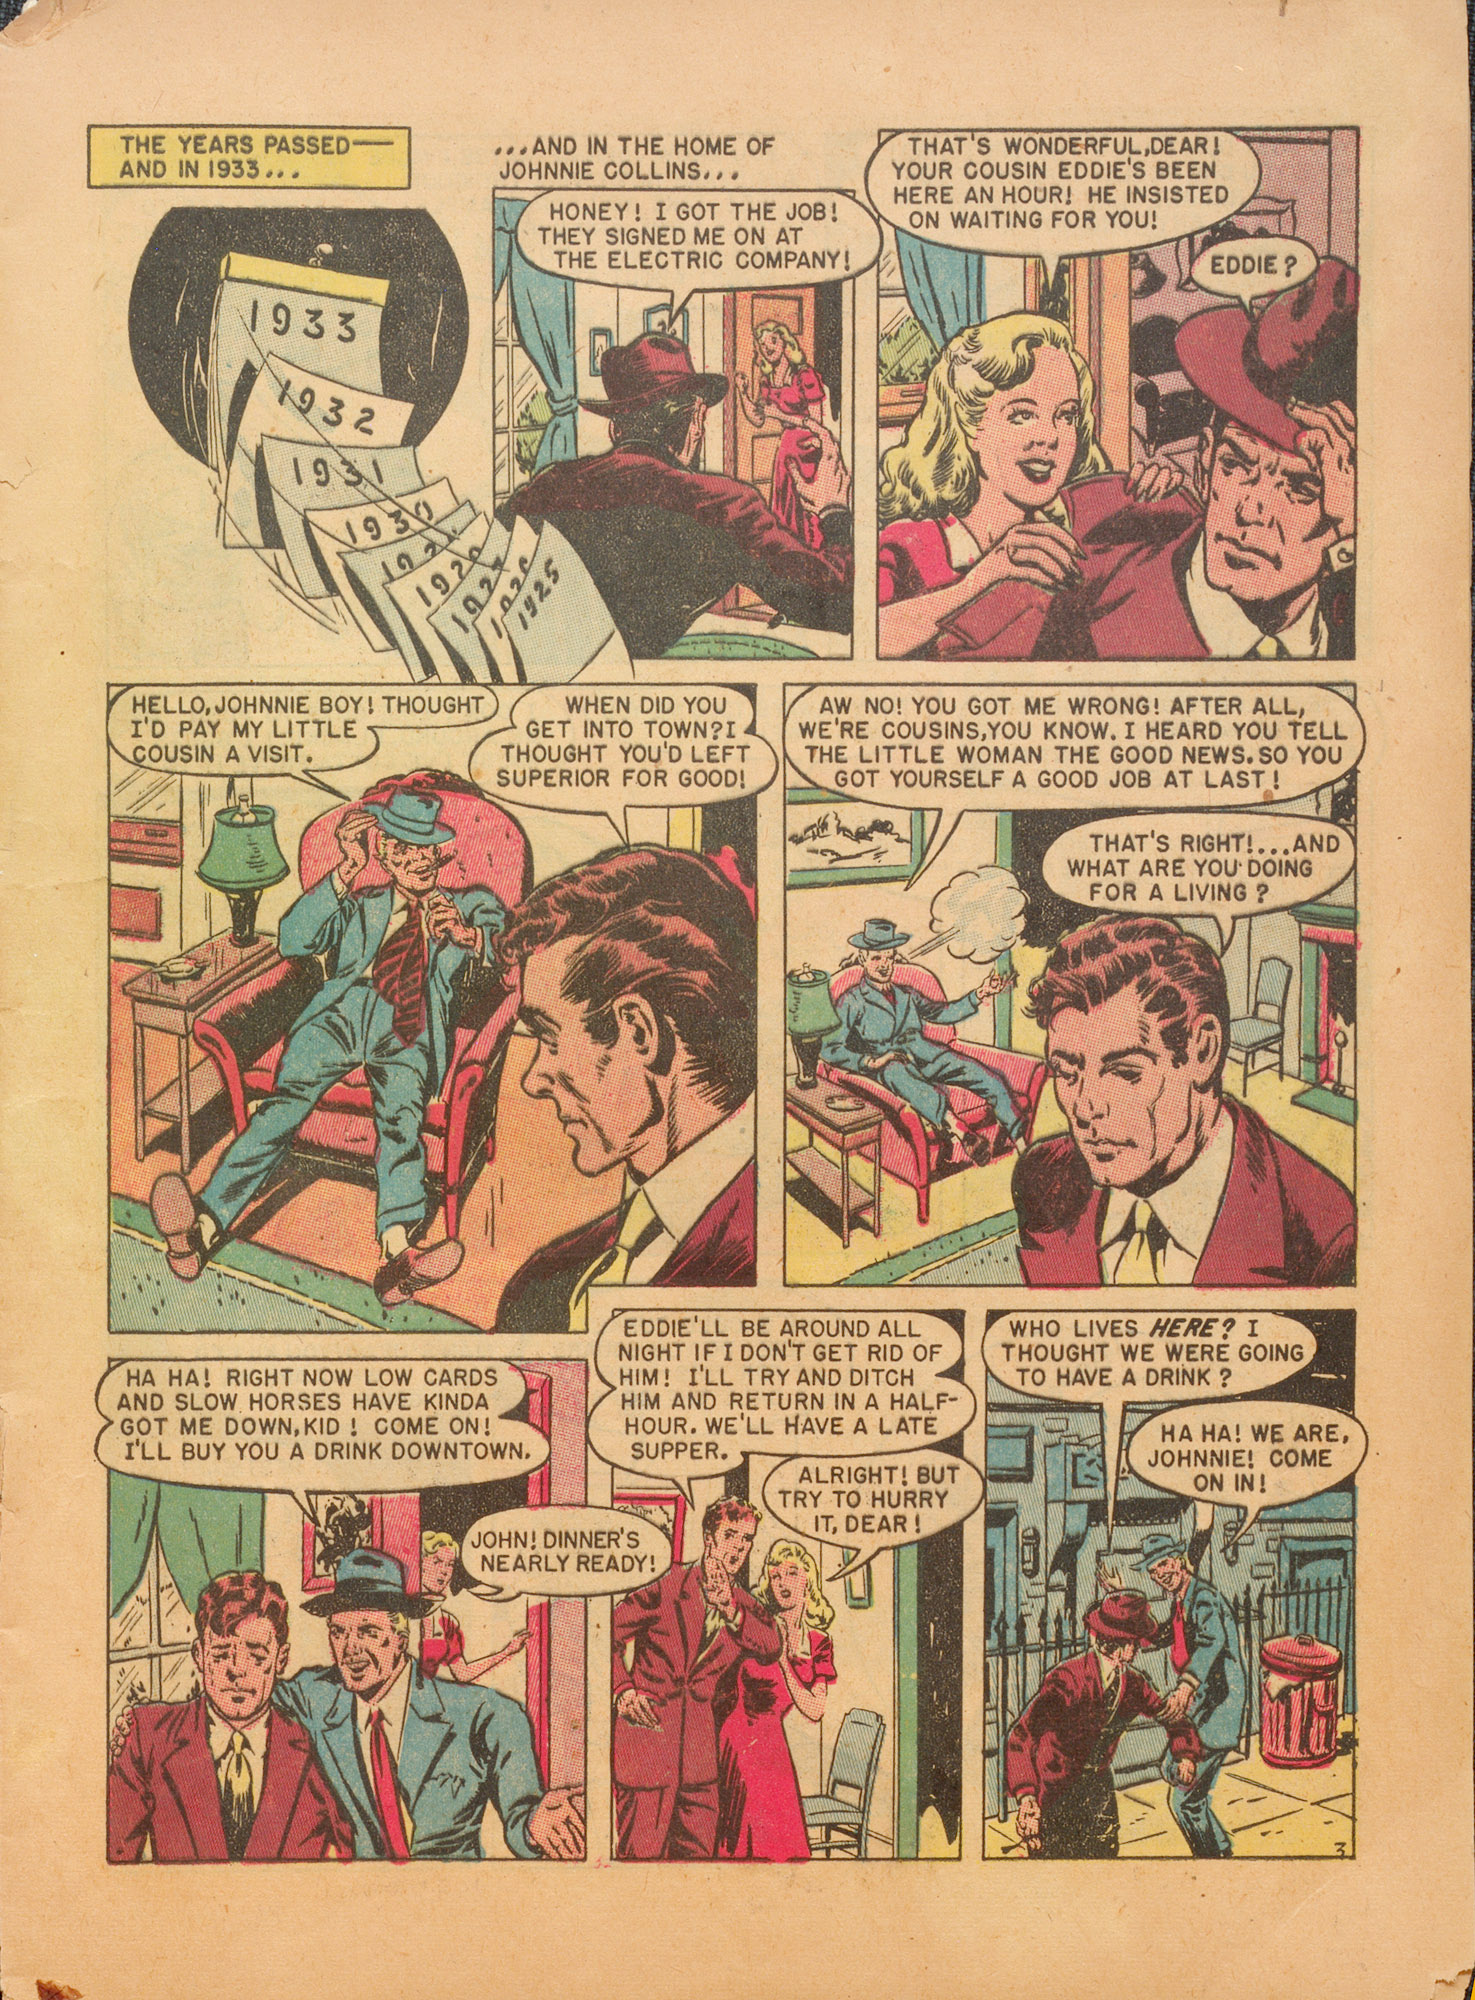 THE YEARS PASSED—
AND IN 1933...
1933
1932
1931
1930
1925
...AND IN THE HOME OF
JOHNNIE COLLINS...
HONEY! I GOT THE JOB!
THEY SIGNED ME ON AT
THE ELECTRIC COMPANY!
THAT'S WONDERFUL, DEAR!
YOUR COUSIN EDDIE'S BEEN
HERE AN HOUR! HE INSISTED
ON WAITING FOR YOU!
EDDIE?
HELLO, JOHNNIE BOY! THOUGHT
I'D PAY MY LITTLE
COUSIN A VISIT.
WHEN DID YOU
GET INTO TOWN? I
THOUGHT YOU'D LEFT
SUPERIOR FOR GOOD!
AW NO! YOU GOT ME WRONG! AFTER ALL,
WE'RE COUSINS, YOU KNOW. I HEARD YOU TELL
THE LITTLE WOMAN THE GOOD NEWS. SO YOU
GOT YOURSELF A GOOD JOB AT LAST!
THAT'S RIGHT!...AND
WHAT ARE YOU DOING
FOR A LIVING?
HA HA! RIGHT NOW LOW CARDS
AND SLOW HORSES HAVE KINDA
GOT ME DOWN, KID! COME ON!
I'LL BUY YOU A DRINK DOWNTOWN.
JOHN! DINNER'S
NEARLY READY!
EDDIE'LL BE AROUND ALL
NIGHT IF I DON'T GET RID OF
HIM! I'LL TRY AND DITCH
HIM AND RETURN IN A HALF-
HOUR. WE'LL HAVE A LATE
SUPPER.
ALRIGHT! BUT
TRY TO HURRY
IT, DEAR!
WHO LIVES HERE? I
THOUGHT WE WERE GOING
TO HAVE A DRINK?
HA HA! WE ARE,
JOHNNIE! COME
ON IN!
3